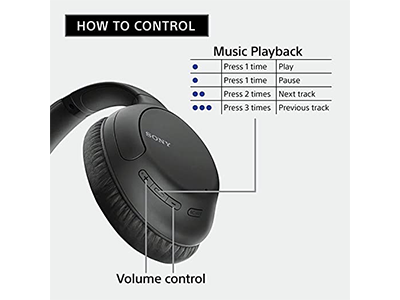 HOW TO CONTROL
Music Playback
Press 1 time Play
Press 1 time Pause
Press 2 times Next track
Press 3 times Previous track
SONY
+ -
Volume control